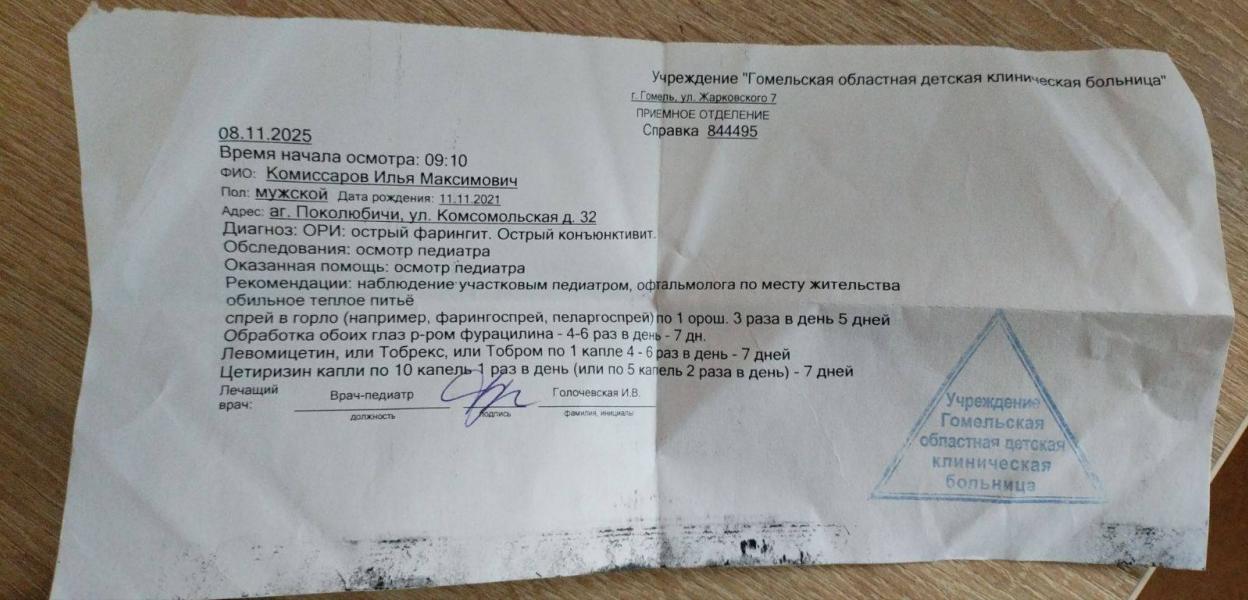 Учреждение "Гомельская областная детская клиническая больница"
г. Гомель, ул. Жарковского 7
ПРИЕМНОЕ ОТДЕЛЕНИЕ
Справка 844495
08.11.2025
Время начала осмотра: 09:10
ФИО: Комиссаров Илья Максимович
Пол: мужской Дата рождения: 11.11.2021
Адрес: аг. Поколюбичи, ул. Комсомольская д. 32
Диагноз: ОРИ: острый фарингит. Острый конъюнктивит.
Обследования: осмотр педиатра
Оказанная помощь: осмотр педиатра
Рекомендации: наблюдение участковым педиатром, офтальмолога по месту жительства
обильное теплое питьё
спрей в горло (например, фарингоспрей, пеларгоспрей) по 1 орош. 3 раза в день 5 дней
Обработка обоих глаз р-ром фурацилина - 4-6 раз в день - 7 дн.
Левомицетин, или Тобрекс, или Тобром по 1 капле 4 - 6 раз в день - 7 дней
Цетиризин капли по 10 капель 1 раз в день (или по 5 капель 2 раза в день) - 7 дней
Лечащий
врач:
Врач-педиатр
Голочевская И.В.
должность
подпись
фамилия, инициалы
Учреждение
Гомельская
областная детская
клиническая
больница